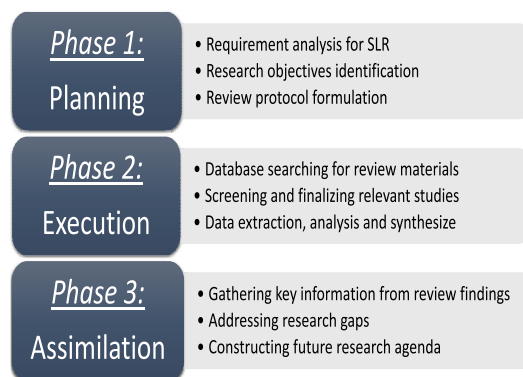 Phase 1:
Planning
• Requirement analysis for SLR
• Research objectives identification
• Review protocol formulation
Phase 2:
Execution
• Database searching for review materials
• Screening and finalizing relevant studies
• Data extraction, analysis and synthesize
Phase 3:
Assimilation
• Gathering key information from review findings
• Addressing research gaps
• Constructing future research agenda